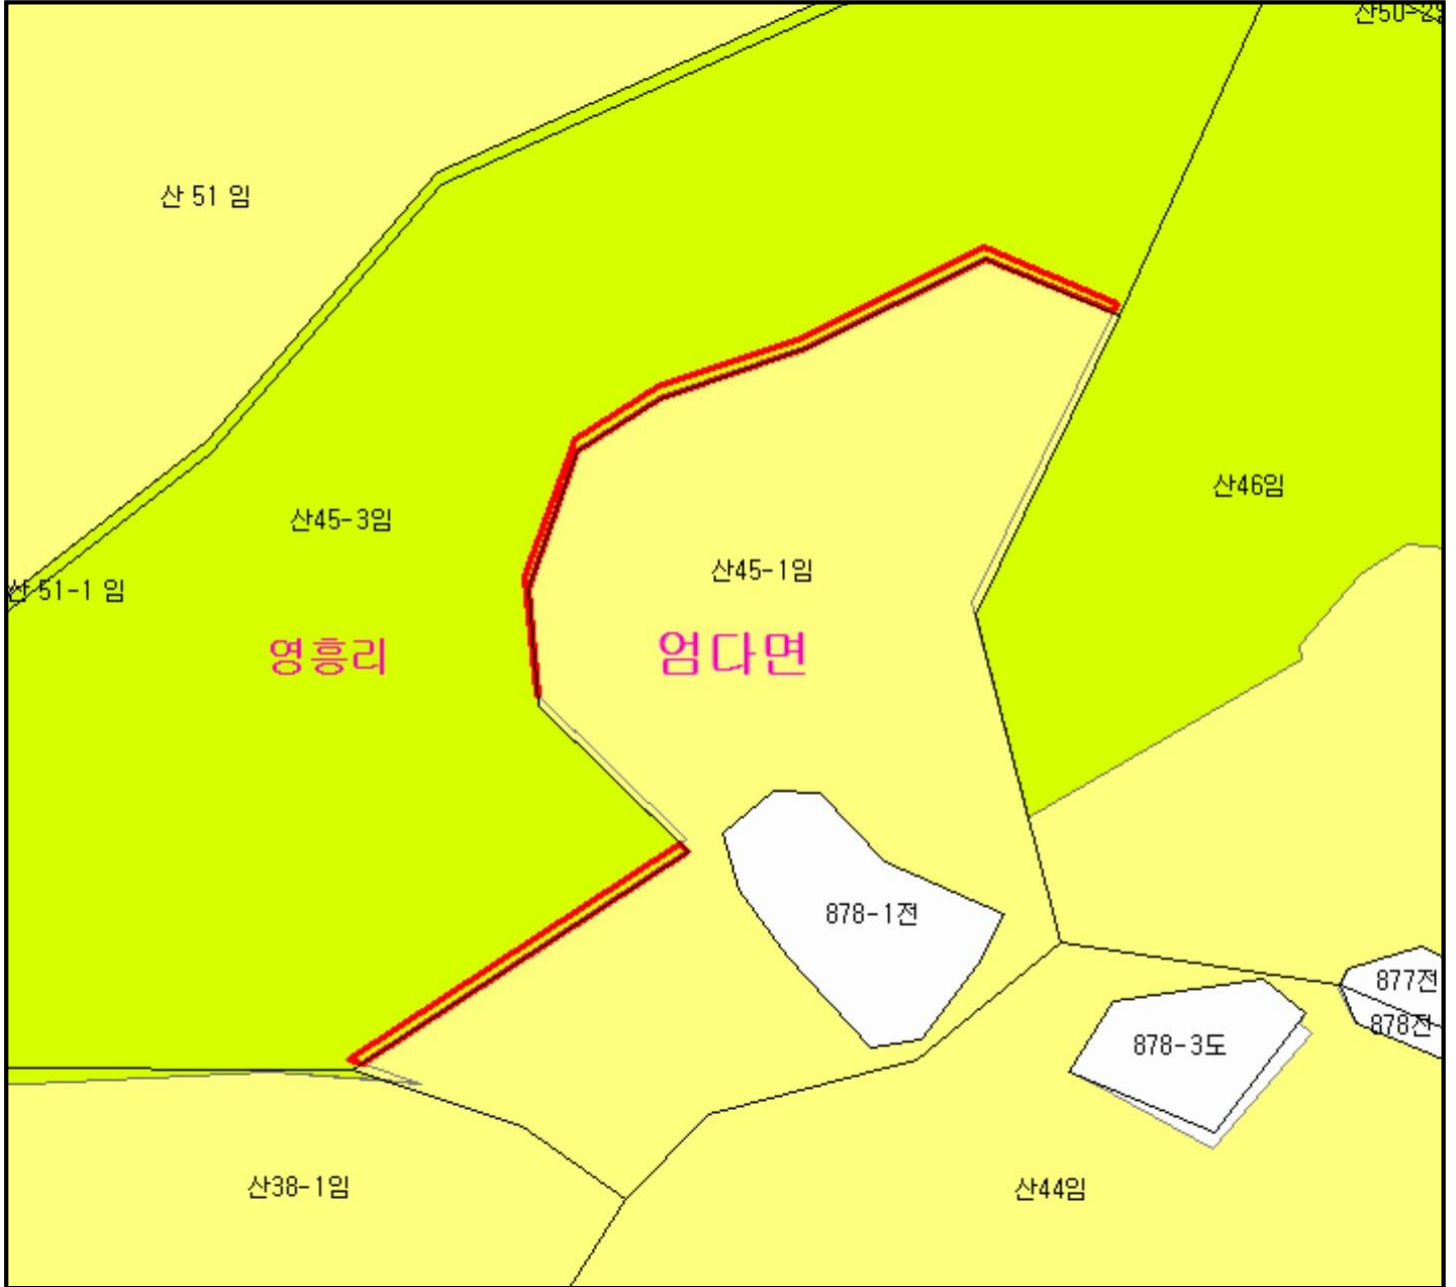 산 51 임
산45-3임
산46임
산45-1임
산 51-1 임
영흥리
엄다면
878-1전
877전
878전
878-3도
산38-1임
산44임